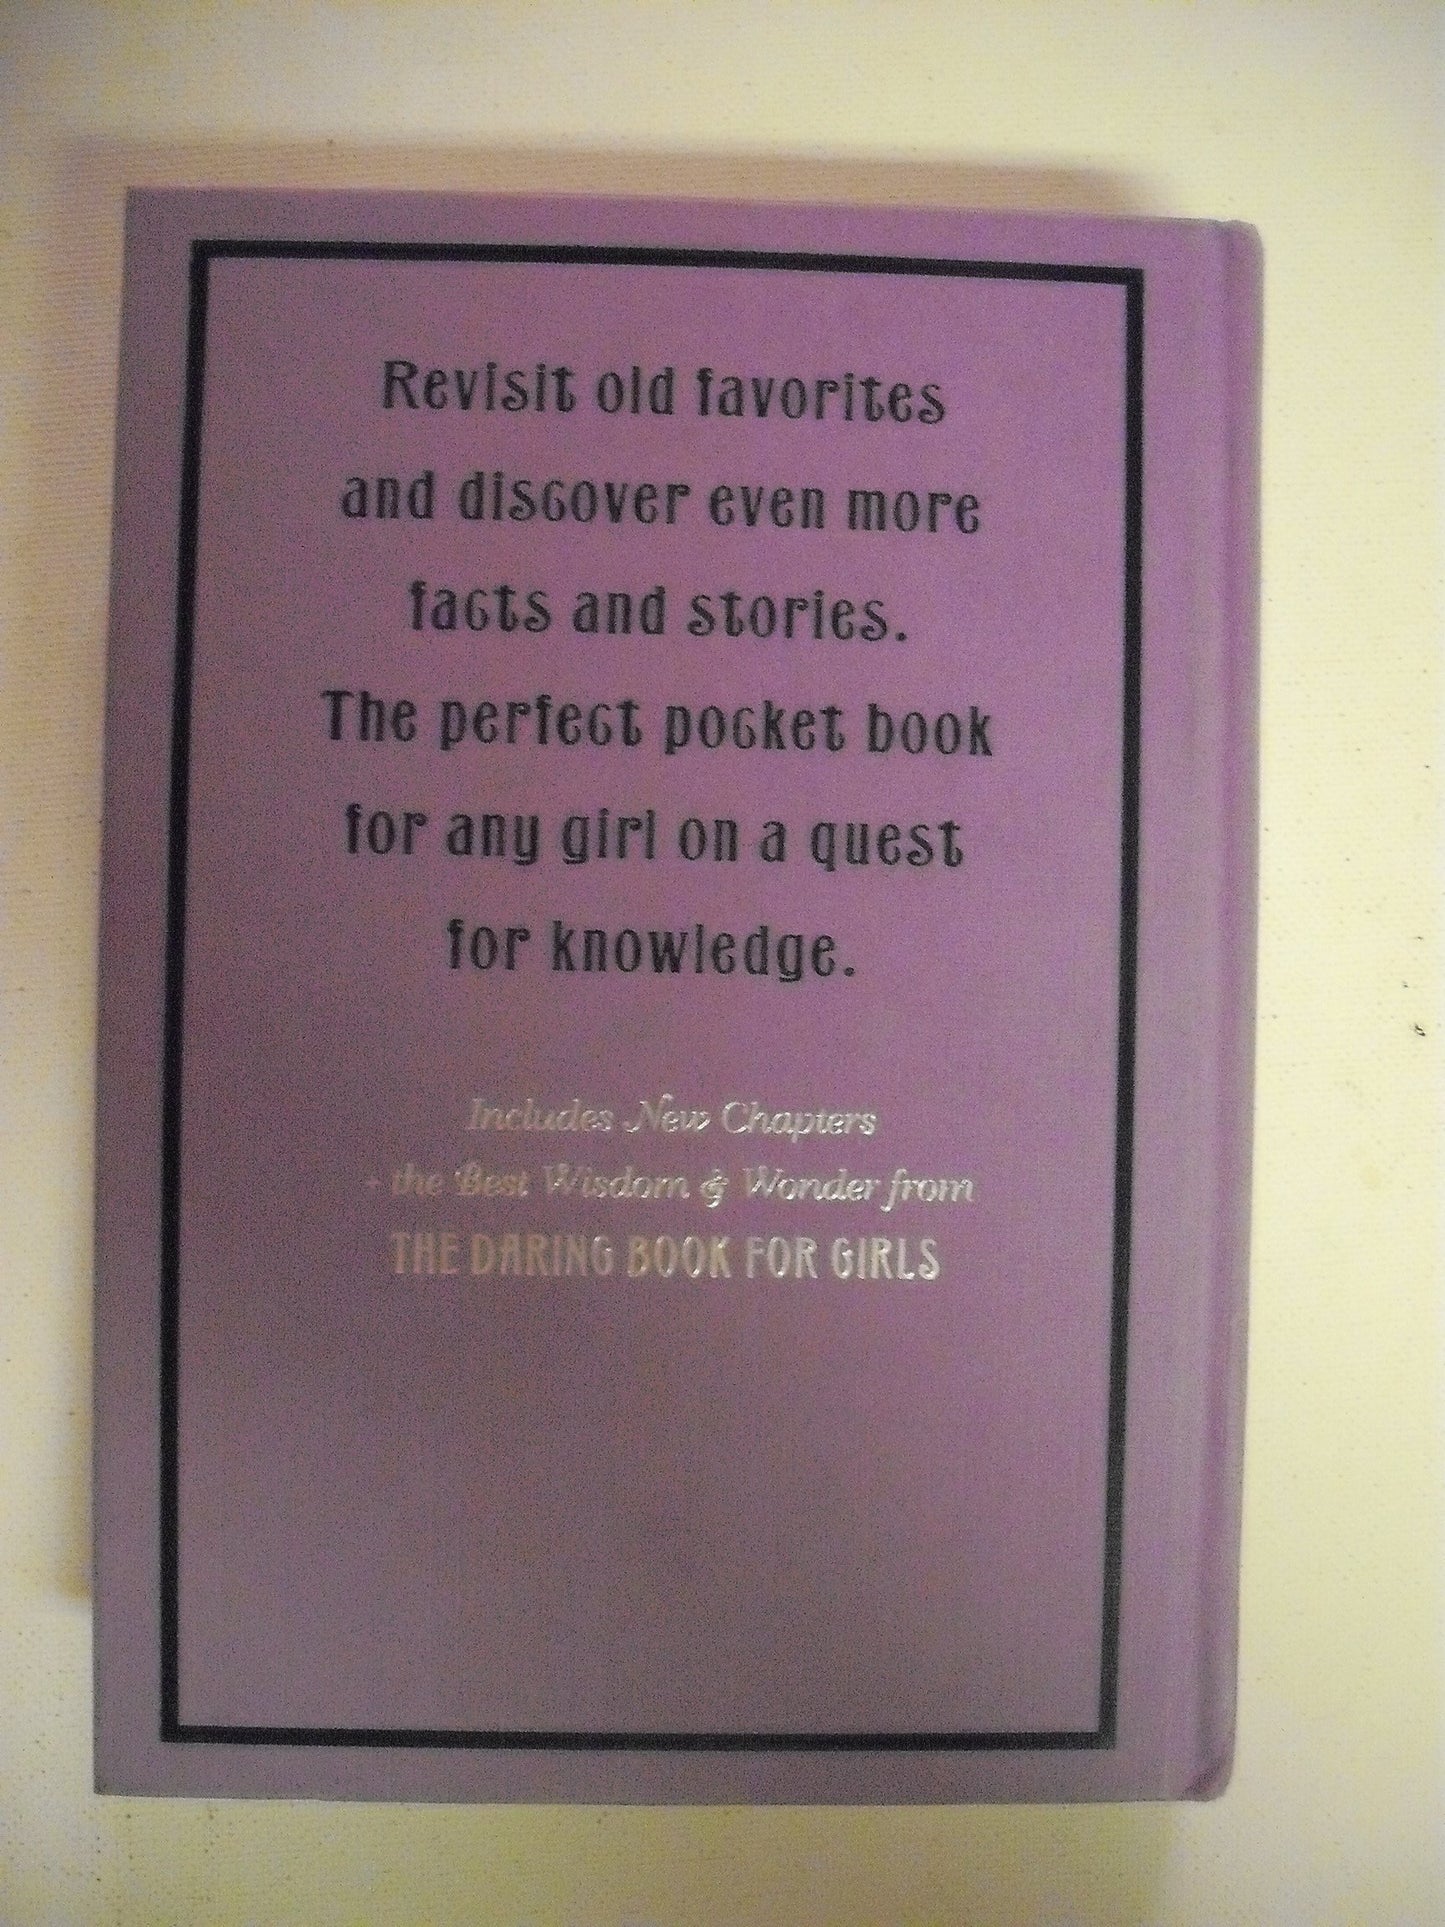 Revisit old favorites
and discover even more
facts and stories.
The perfect pocket book
for any girl on a quest
for knowledge.
Includes New Chapters
+ the Best Wisdom & Wonder from
THE DARING BOOK FOR GIRLS